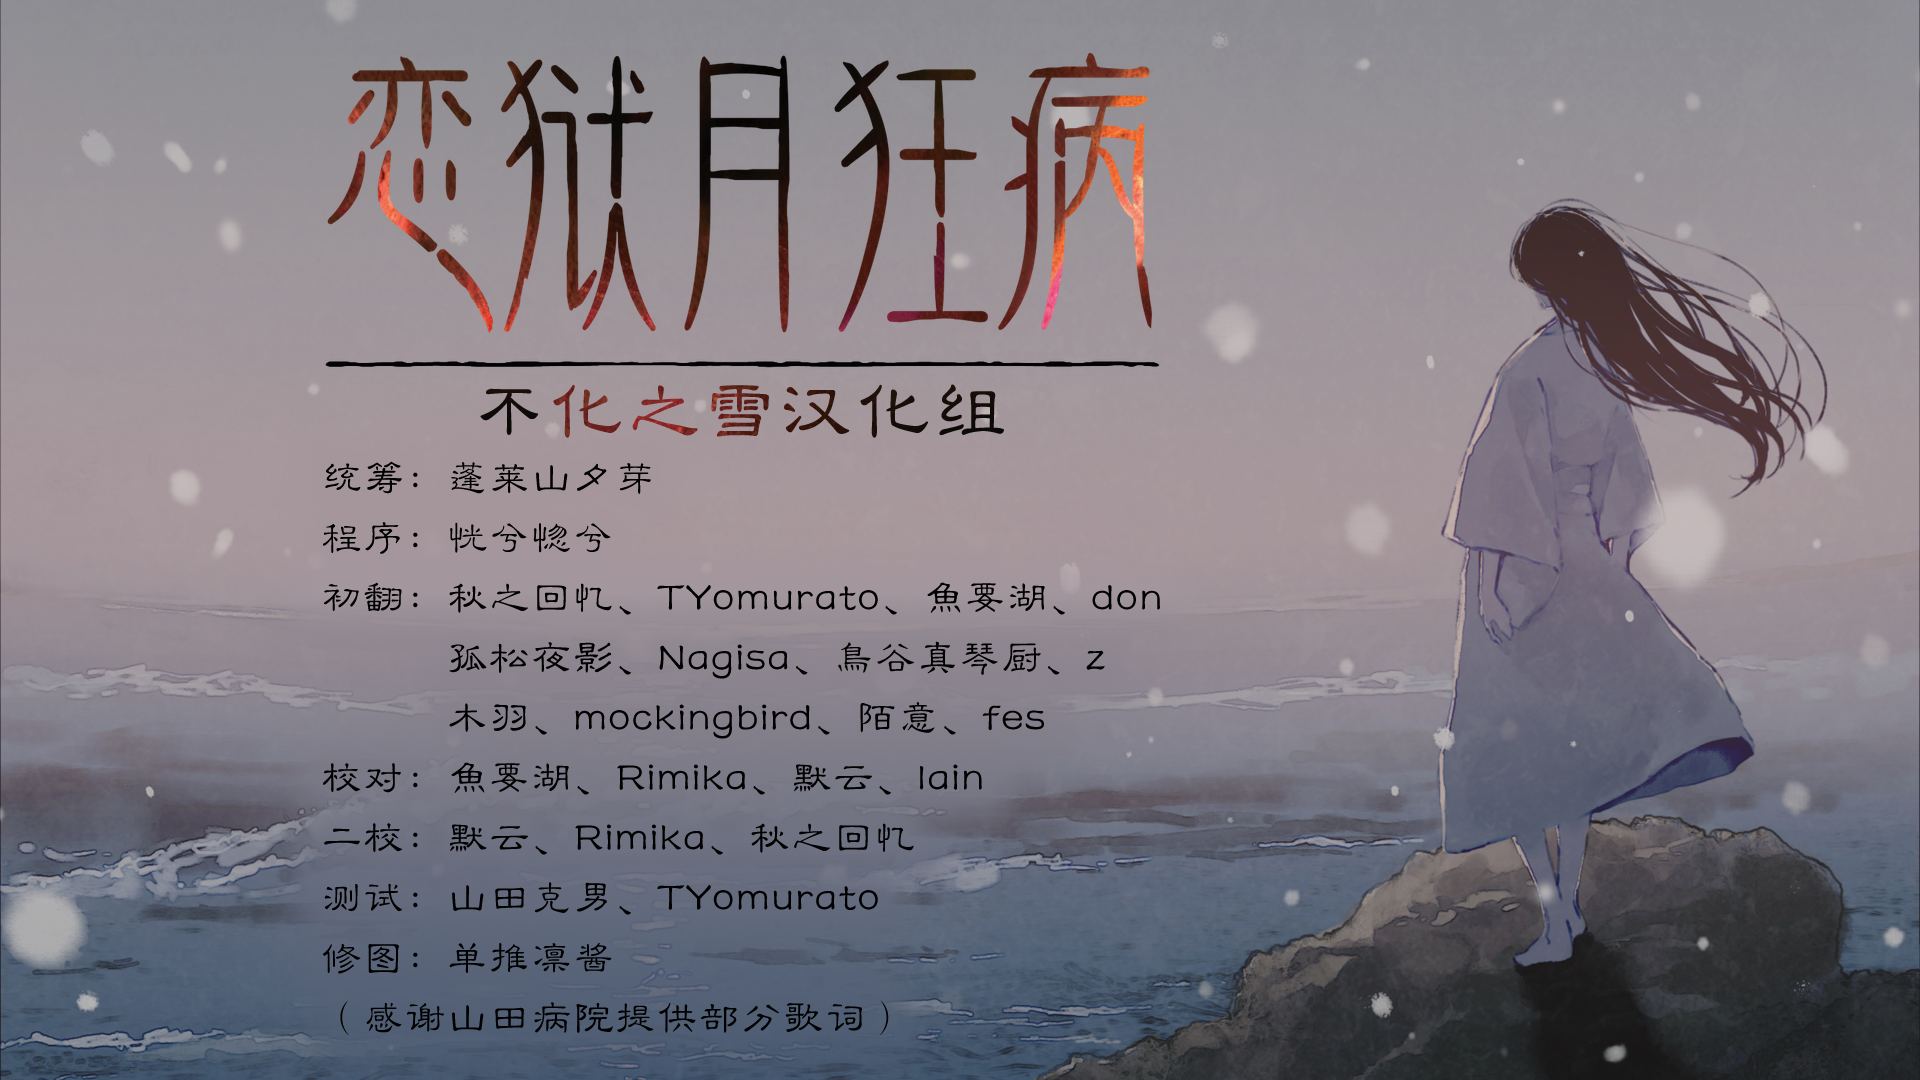 恋狱月狂病
不化之雪汉化组
统筹：蓬莱山夕芽
程序：恍兮惚兮
初翻：秋之回忆、TYomurato、魚要湖、don
孤松夜影、Nagisa、鳥谷真琴厨、z
木羽、mockingbird、陌意、fes
校对：魚要湖、Rimika、默云、lain
二校：默云、Rimika、秋之回忆
测试：山田克男、TYomurato
修图：单推凛酱
（感谢山田病院提供部分歌词）